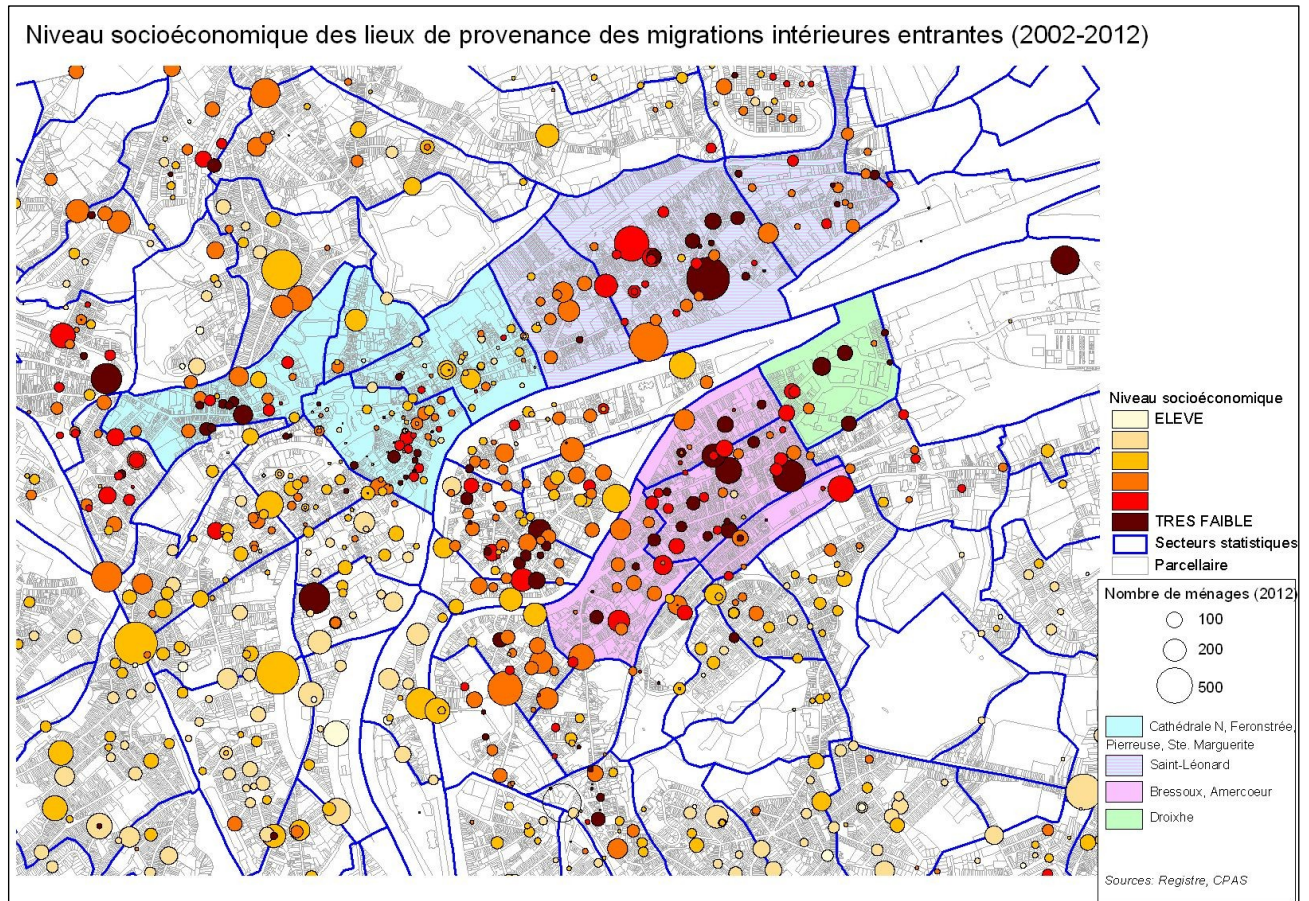 Niveau socioéconomique des lieux de provenance des migrations intérieures entrantes (2002-2012)
Niveau socioéconomique
ELEVE
TRES FAIBLE
Secteurs statistiques
Parcellaire
Nombre de ménages (2012)
100
200
500
Cathédrale N, Feronstrée,
Pierreuse, Ste. Marguerite
Saint-Léonard
Bressoux, Amercoeur
Droixhe
Sources: Registre, CPAS